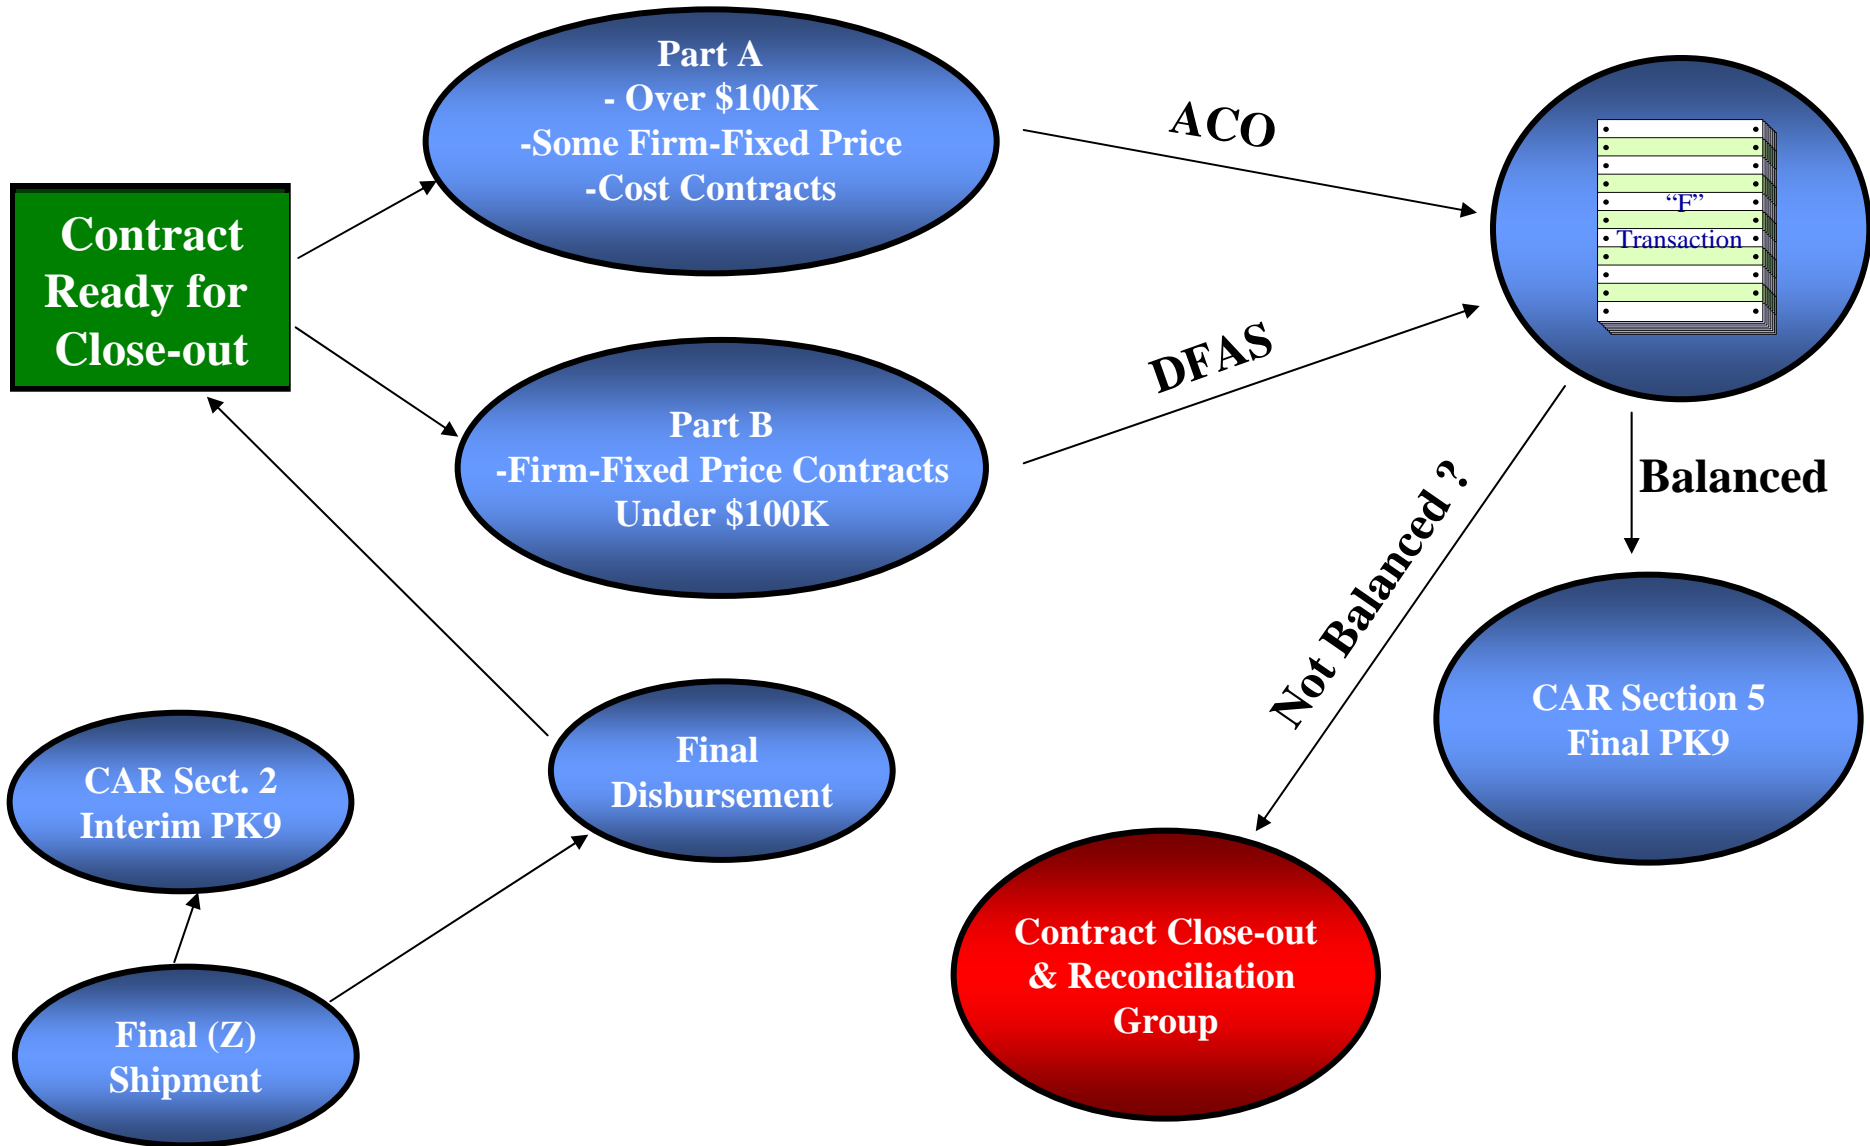 Part A
- Over $100K
-Some Firm-Fixed Price
-Cost Contracts
ACO
“F”
Transaction
Contract
Ready for
Close-out
DFAS
Part B
-Firm-Fixed Price Contracts
Under $100K
Not Balanced ?
Balanced
CAR Section 5
Final PK9
Final
Disbursement
CAR Sect. 2
Interim PK9
Contract Close-out
& Reconciliation
Group
Final (Z)
Shipment